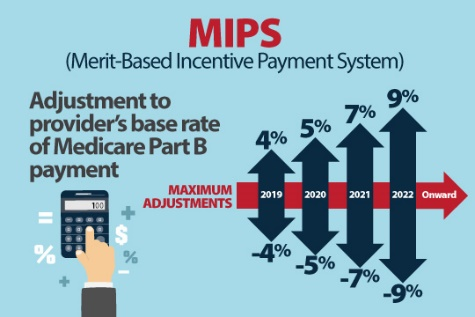 MIPS
(Merit-Based Incentive Payment System)
Adjustment to
provider's base rate
of Medicare Part B
payment
4%
5%
7%
9%
MAXIMUM
ADJUSTMENTS
2019
2020
2021
2022
Onward
-4%
-5%
-7%
-9%
100
=
+
$
%
+
-
%